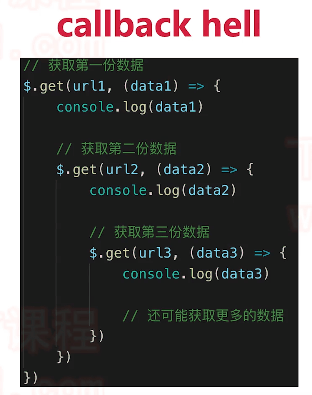 callback hell
// 获取第一份数据
$.get(url1, (data1) => {
console.log(data1)
// 获取第二份数据
$.get(url2, (data2) => {
console.log(data2)
// 获取第三份数据
$.get(url3, (data3) => {
console.log(data3)
// 还可能获取更多的数据
})
})
})
课程